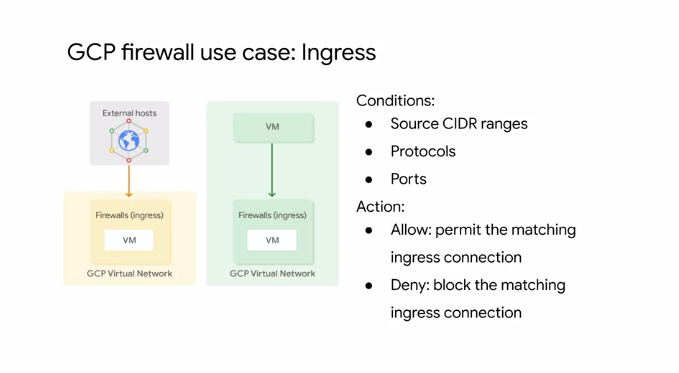 GCP firewall use case: Ingress
External hosts
Firewalls (ingress)
VM
GCP Virtual Network
VM
Firewalls (ingress)
VM
GCP Virtual Network
Conditions:
● Source CIDR ranges
● Protocols
● Ports
Action:
● Allow: permit the matching
ingress connection
● Deny: block the matching
ingress connection